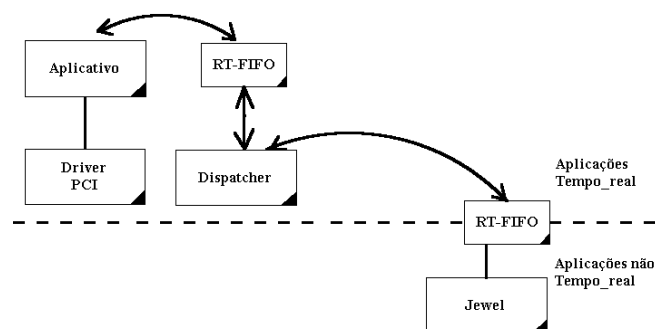 Aplicativo
RT-FIFO
Driver
PCI
Dispatcher
Aplicações
Tempo_real
RT-FIFO
Aplicações não
Tempo_real
Jewel